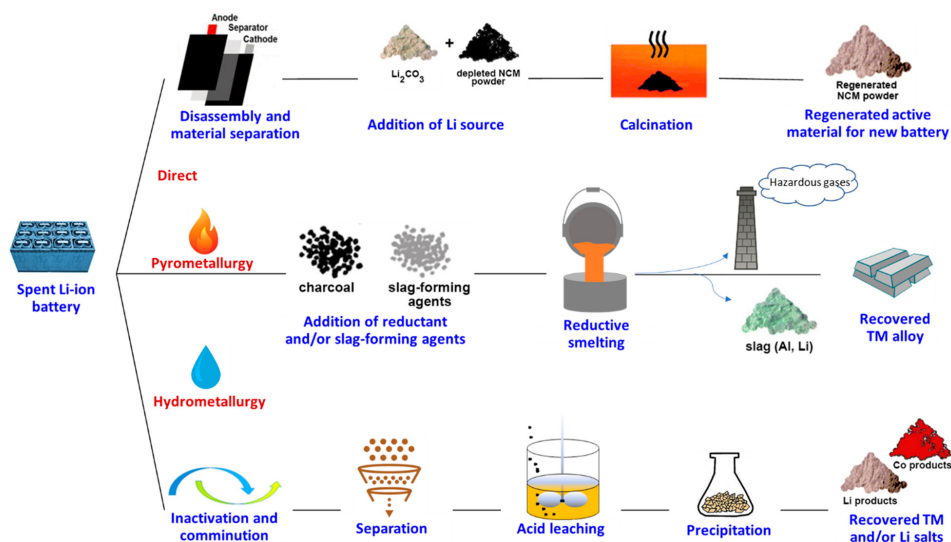 Anode
Separator
Cathode
Disassembly and
material separation
Li₂CO₃
+
depleted NCM
powder
Addition of Li source
Calcination
Regenerated
NCM powder
Regenerated active
material for new battery
Direct
Spent Li-ion
battery
Pyrometallurgy
charcoal
slag-forming
agents
Addition of reductant
and/or slag-forming agents
Reductive
smelting
Hazardous gases
slag (Al, Li)
Recovered
TM alloy
Hydrometallurgy
Inactivation and
comminution
Separation
Acid leaching
Precipitation
Co products
Li products
Recovered TM
and/or Li salts